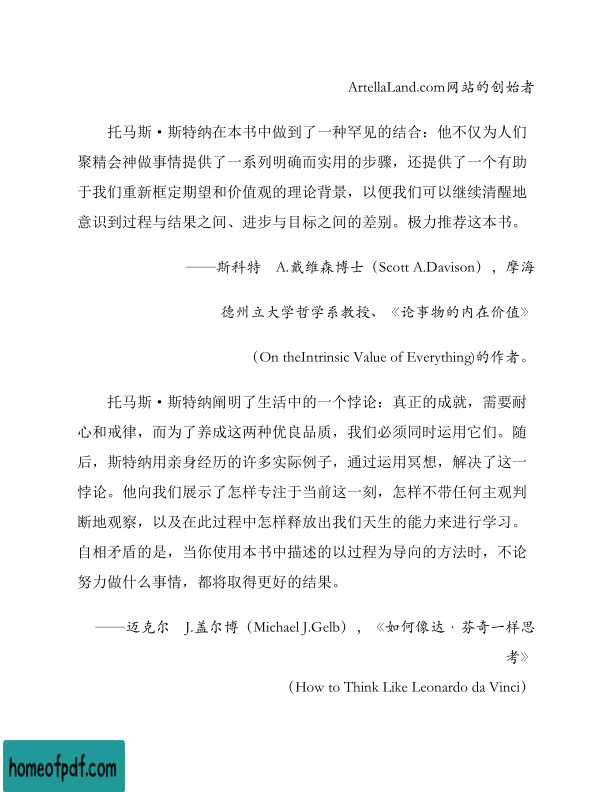 ArtellaLand.com网站的创始者
托马斯·斯特纳在本书中做到了一种罕见的结合：他不仅为人们
聚精会神做事情提供了一系列明确而实用的步骤，还提供了一个有助
于我们重新框定期望和价值观的理论背景，以便我们可以继续清醒地
意识到过程与结果之间、进步与目标之间的差别。极力推荐这本书。
——斯科特　A.戴维森博士（Scott A.Davison），摩海
德州立大学哲学系教授、《论事物的内在价值》
（On theIntrinsic Value of Everything)的作者。
托马斯·斯特纳阐明了生活中的一个悖论：真正的成就，需要耐
心和戒律，而为了养成这两种优良品质，我们必须同时运用它们。随
后，斯特纳用亲身经历的许多实际例子，通过运用冥想，解决了这一
悖论。他向我们展示了怎样专注于当前这一刻，怎样不带任何主观判
断地观察，以及在此过程中怎样释放出我们天生的能力来进行学习。
自相矛盾的是，当你使用本书中描述的以过程为导向的方法时，不论
努力做什么事情，都将取得更好的结果。
——迈克尔　J.盖尔博（Michael J.Gelb），《如何像达·芬奇一样思
考》
（How to Think Like Leonardo da Vinci）
homeofpdf.com